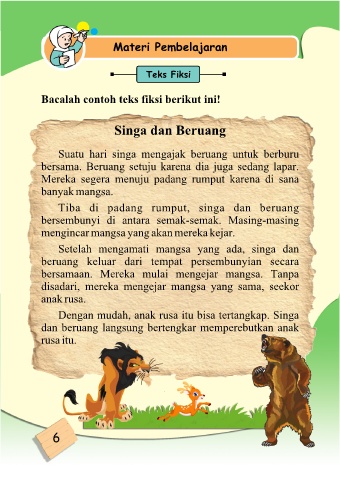 Materi Pembelajaran
Teks Fiksi
Bacalah contoh teks fiksi berikut ini!
Singa dan Beruang
Suatu hari singa mengajak beruang untuk berburu
bersama. Beruang setuju karena dia juga sedang lapar.
Mereka segera menuju padang rumput karena di sana
banyak mangsa.
Tiba di padang rumput, singa dan beruang
bersembunyi di antara semak-semak. Masing-masing
mengincar mangsa yang akan mereka kejar.
Setelah mengamati mangsa yang ada, singa dan
beruang keluar dari tempat persembunyian secara
bersamaan. Mereka mulai mengejar mangsa. Tanpa
disadari, mereka mengejar mangsa yang sama, seekor
anak rusa.
Dengan mudah, anak rusa itu bisa tertangkap. Singa
dan beruang langsung bertengkar memperebutkan anak
rusa itu.
6